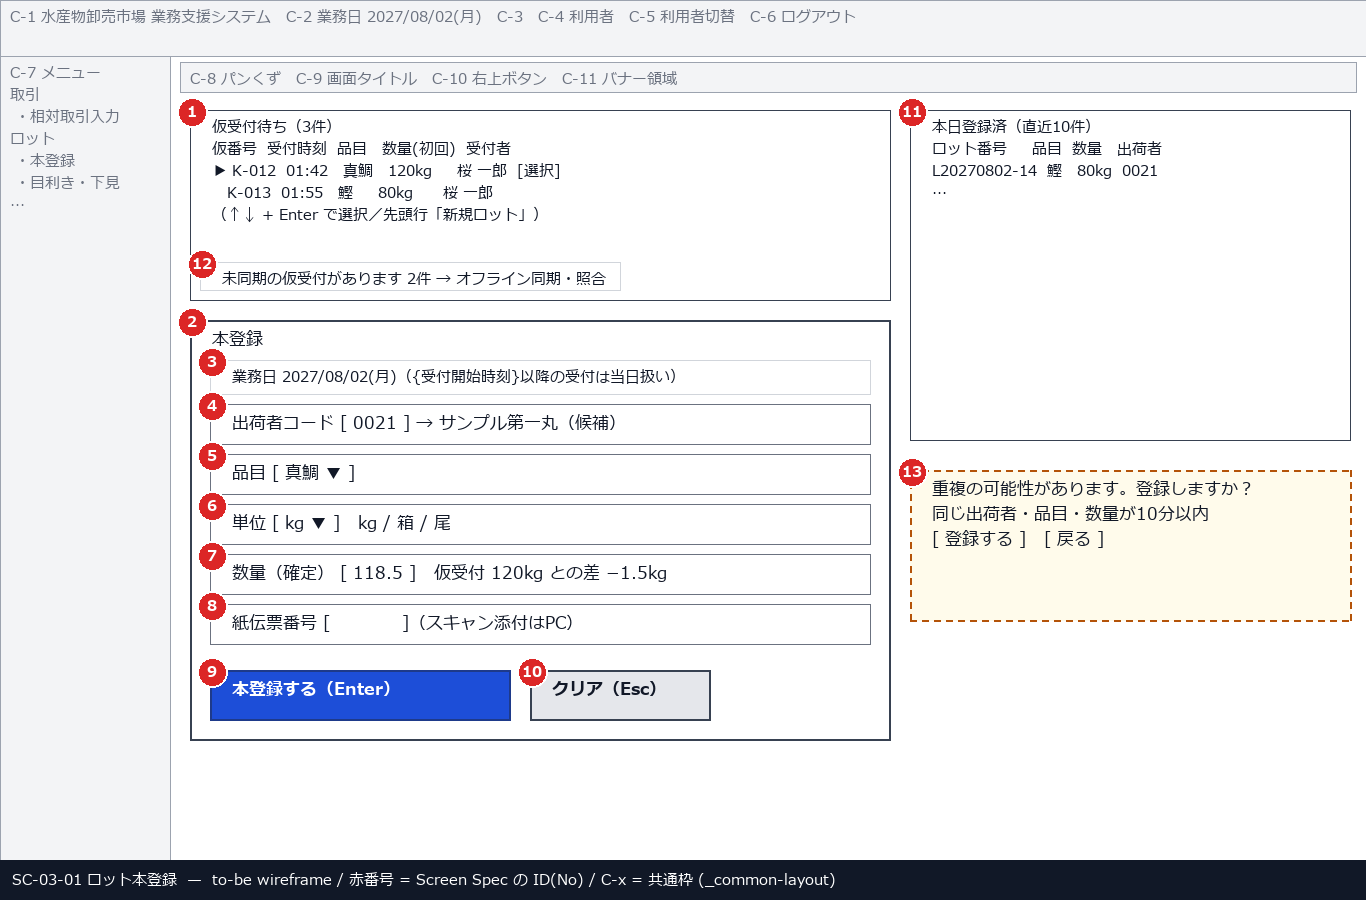 C-1 水産物卸売市場 業務支援システム C-2 業務日 2027/08/02(月) C-3 C-4 利用者 C-5 利用者切替 C-6 ログアウト
C-7 メニュー
取引
・相対取引入力
ロット
・本登録
・目利き・下見
...
C-8 パンくず C-9 画面タイトル C-10 右上ボタン C-11 バナー領域
1
仮受付待ち（3件）
仮番号 受付時刻 品目 数量(初回) 受付者
▶ K-012 01:42 真鯛 120kg 桜 一郎 [選択]
K-013 01:55 鰹 80kg 桜 一郎
（↑↓ + Enter で選択／先頭行「新規ロット」）
12
未同期の仮受付があります 2件 → オフライン同期・照合
2
本登録
3
業務日 2027/08/02(月)（{受付開始時刻}以降の受付は当日扱い）
4
出荷者コード [ 0021 ] → サンプル第一丸（候補）
5
品目 [ 真鯛 ▼ ]
6
単位 [ kg ▼ ] kg / 箱 / 尾
7
数量（確定） [ 118.5 ] 仮受付 120kg との差 −1.5kg
8
紙伝票番号 [ ]（スキャン添付はPC）
9
本登録する（Enter）
10
クリア（Esc）
11
本日登録済（直近10件）
ロット番号 品目 数量 出荷者
L20270802-14 鰹 80kg 0021
...
13
重複の可能性があります。登録しますか？
同じ出荷者・品目・数量が10分以内
[ 登録する ] [ 戻る ]
SC-03-01 ロット本登録 — to-be wireframe / 赤番号 = Screen Spec の ID(No) / C-x = 共通枠 (_common-layout)